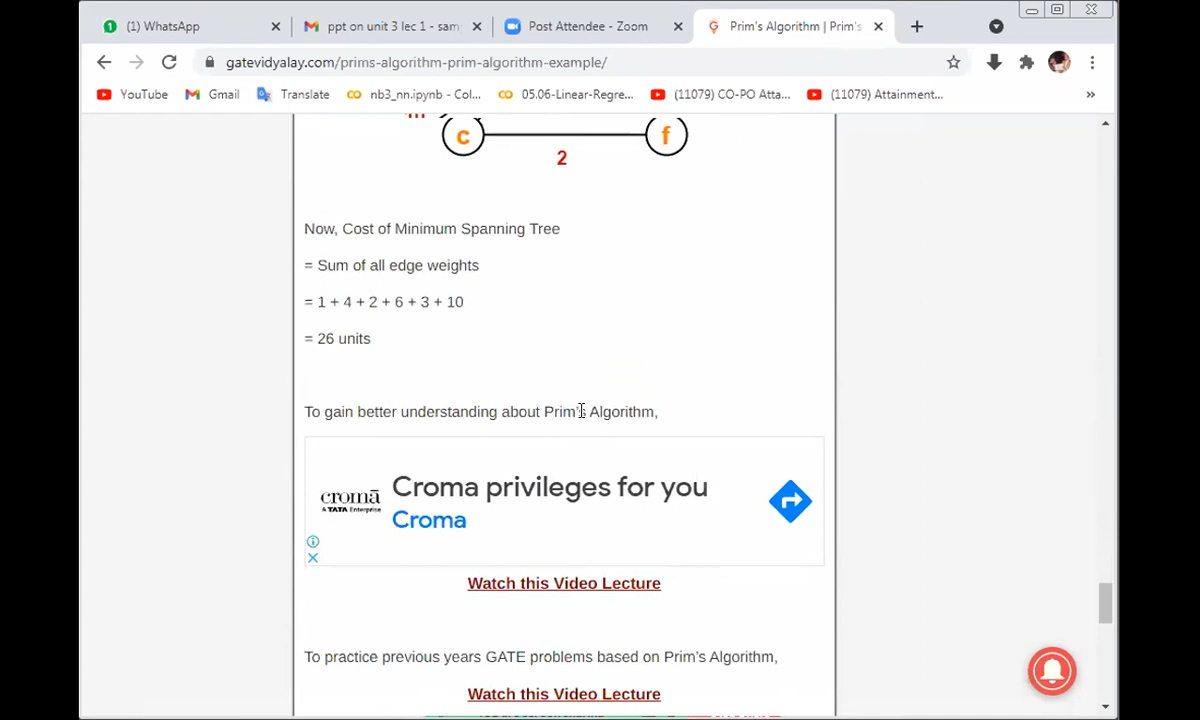 (1) WhatsApp
ppt on unit 3 lec 1 - sam
Post Attendee - Zoom
Prim's Algorithm | Prim's
gatevidyalay.com/prims-algorithm-prim-algorithm-example/
YouTube
Gmail
Translate
nb3_nn.ipynb - Col...
05.06-Linear-Regre...
(11079) CO-PO Atta...
(11079) Attainment...
»
c
f
2
Now, Cost of Minimum Spanning Tree
= Sum of all edge weights
= 1 + 4 + 2 + 6 + 3 + 10
= 26 units
To gain better understanding about Prim's Algorithm,
cromā
A TATA Enterprise
Croma privileges for you
Croma
Watch this Video Lecture
To practice previous years GATE problems based on Prim's Algorithm,
Watch this Video Lecture